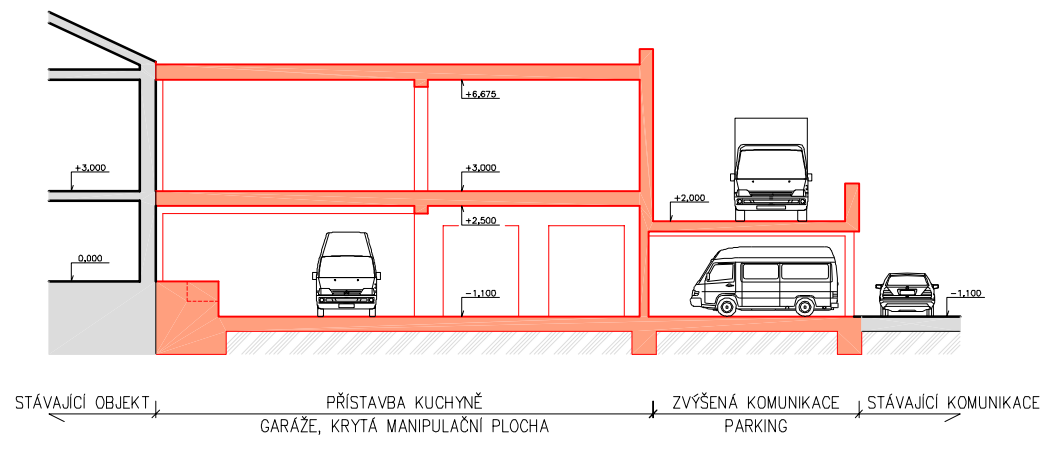 +6,675
+3,000
+3,000
+2,000
+2,500
0,000
-1,100
-1,100
STÁVAJÍCÍ OBJEKT
PŘÍSTAVBA KUCHYNĚ
ZVÝŠENÁ KOMUNIKACE
STÁVAJÍCÍ KOMUNIKACE
GARÁŽE, KRYTÁ MANIPULAČNÍ PLOCHA
PARKING